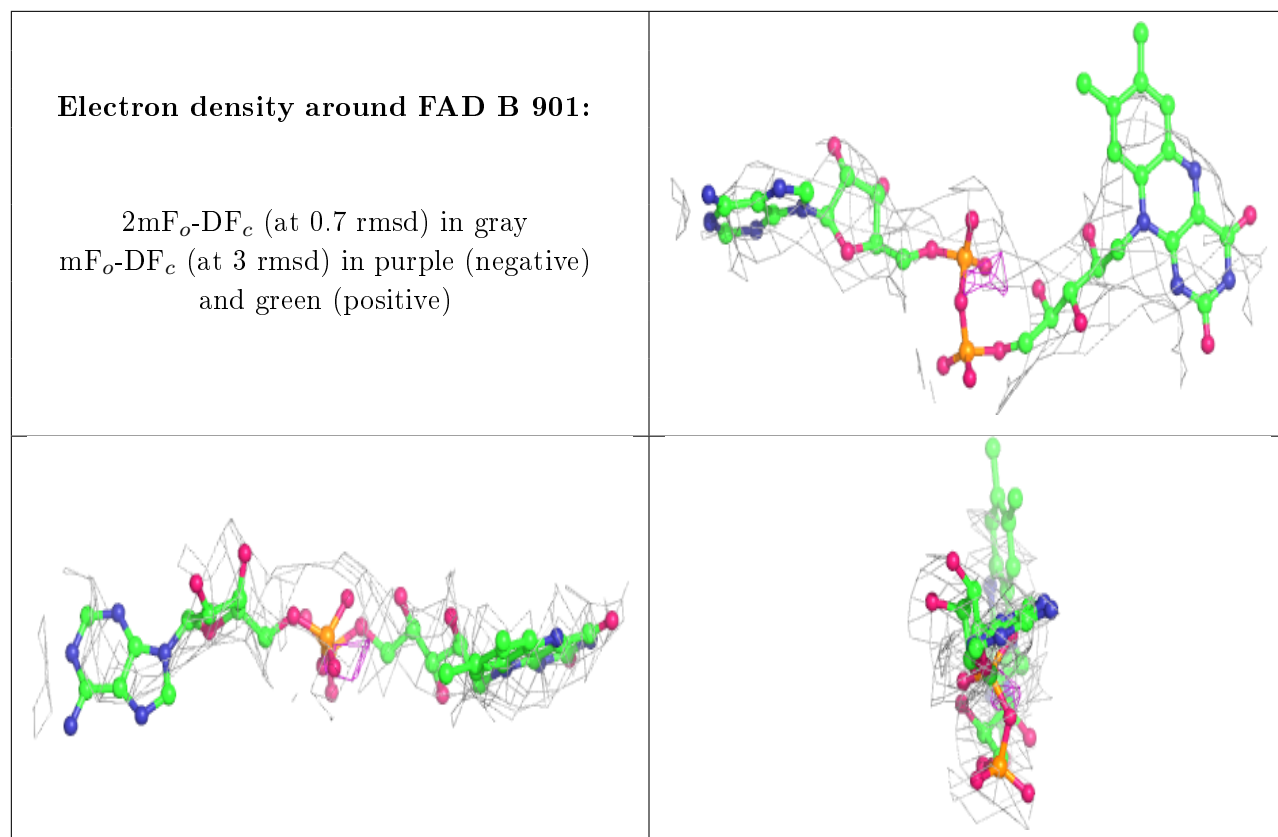 Electron density around FAD B 901:
2mFo-DFc (at 0.7 rmsd) in gray
mFo-DFc (at 3 rmsd) in purple (negative)
and green (positive)